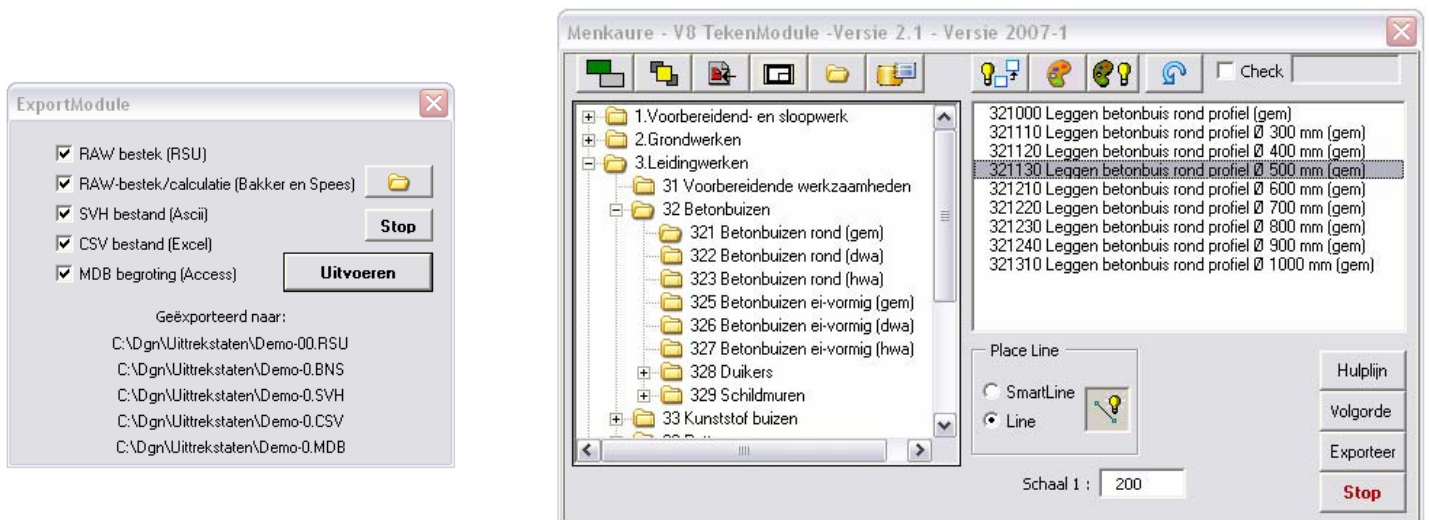 ExportModule
RAW bestek (RSU)
RAW-bestek/calculatie (Bakker en Spees)
SVH bestand (Ascii)
Stop
CSV bestand (Excel)
MDB begroting (Access)
Uitvoeren
Geëxporteerd naar:
C:\Dgn\Uittrekstaten/Demo-00.RSU
C:\Dgn\Uittrekstaten/Demo-0.BNS
C:\Dgn\Uittrekstaten/Demo-0.SVH
C:\Dgn\Uittrekstaten/Demo-0.CSV
C:\Dgn\Uittrekstaten/Demo-0.MDB
Menkaure - V8 TekenModule -Versie 2.1 - Versie 2007-1
Check
1.Voorbereidend- en sloopwerk
2.Grondwerken
3.Leidingwerken
31 Voorbereidende werkzaamheden
32 Betonbuizen
321 Betonbuizen rond (gem)
322 Betonbuizen rond (dwa)
323 Betonbuizen rond (hwa)
325 Betonbuizen ei-vormig (gem)
326 Betonbuizen ei-vormig (dwa)
327 Betonbuizen ei-vormig (hwa)
328 Duikers
329 Schildmuren
33 Kunststof buizen
321000 Leggen betonbuis rond profiel (gem)
321110 Leggen betonbuis rond profiel Ø 300 mm (gem)
321120 Leggen betonbuis rond profiel Ø 400 mm (gem)
321130 Leggen betonbuis rond profiel Ø 500 mm (gem)
321210 Leggen betonbuis rond profiel Ø 600 mm (gem)
321220 Leggen betonbuis rond profiel Ø 700 mm (gem)
321230 Leggen betonbuis rond profiel Ø 800 mm (gem)
321240 Leggen betonbuis rond profiel Ø 900 mm (gem)
321310 Leggen betonbuis rond profiel Ø 1000 mm (gem)
Place Line
SmartLine
Line
Hulplijn
Volgorde
Exporteer
Schaal 1 : 200
Stop